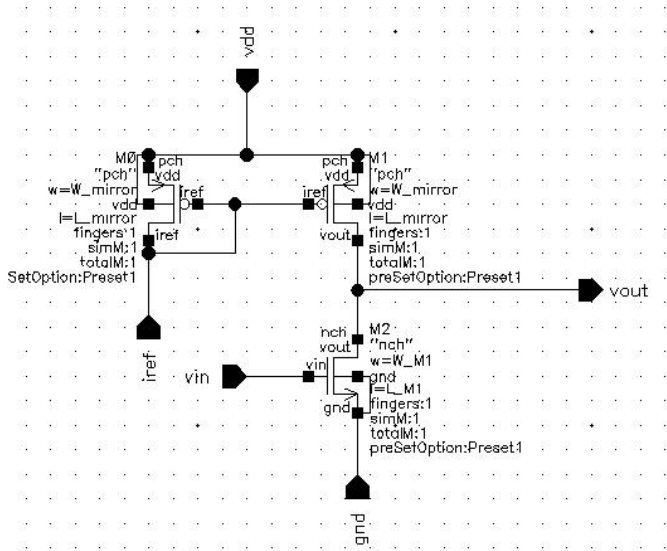 vdd
M0
pch
vdd
"pch"
w=W_mirror
iref
vdd
l=L_mirror
iref
fingers:1
simM:1
totalM:1
SetOption:Preset1
pch
M1
vdd
"pch"
w=W_mirror
iref
vdd
l=L_mirror
vout
fingers:1
simM:1
totalM:1
preSetOption:Preset1
vout
iref
nch
M2
vout
"nch"
w=W_M1
vin
vin
gnd
l=L_M1
gnd
fingers:1
simM:1
totalM:1
preSetOption:Preset1
gnd